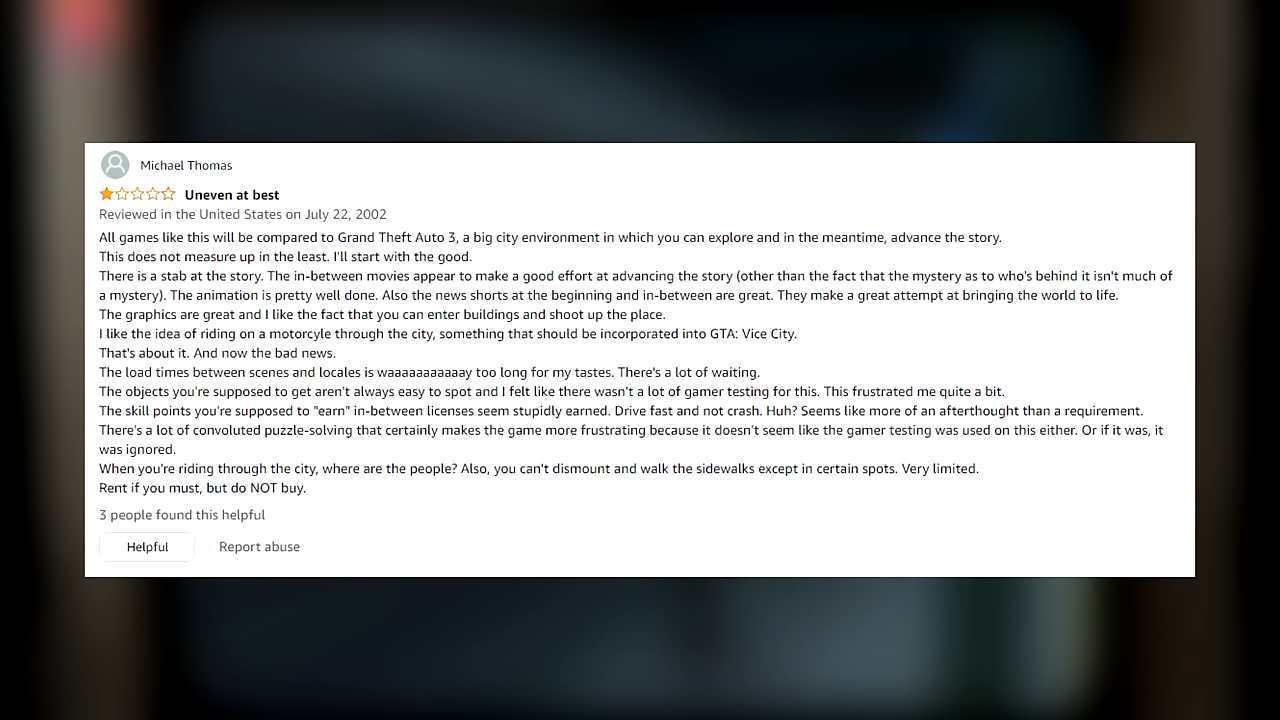 Michael Thomas
Uneven at best
Reviewed in the United States on July 22, 2002
All games like this will be compared to Grand Theft Auto 3, a big city environment in which you can explore and in the meantime, advance the story.
This does not measure up in the least. I'll start with the good.
There is a stab at the story. The in-between movies appear to make a good effort at advancing the story (other than the fact that the mystery as to who's behind it isn't much of
a mystery). The animation is pretty well done. Also the news shorts at the beginning and in-between are great. They make a great attempt at bringing the world to life.
The graphics are great and I like the fact that you can enter buildings and shoot up the place.
I like the idea of riding on a motorcyle through the city, something that should be incorporated into GTA: Vice City.
That's about it. And now the bad news.
The load times between scenes and locales is waaaaaaaaaay too long for my tastes. There's a lot of waiting.
The objects you're supposed to get aren't always easy to spot and I felt like there wasn't a lot of gamer testing for this. This frustrated me quite a bit.
The skill points you're supposed to "earn" in-between licenses seem stupidly earned. Drive fast and not crash. Huh? Seems like more of an afterthought than a requirement.
There's a lot of convoluted puzzle-solving that certainly makes the game more frustrating because it doesn't seem like the gamer testing was used on this either. Or if it was, it
was ignored.
When you're riding through the city, where are the people? Also, you can't dismount and walk the sidewalks except in certain spots. Very limited.
Rent if you must, but do NOT buy.
3 people found this helpful
Helpful
Report abuse